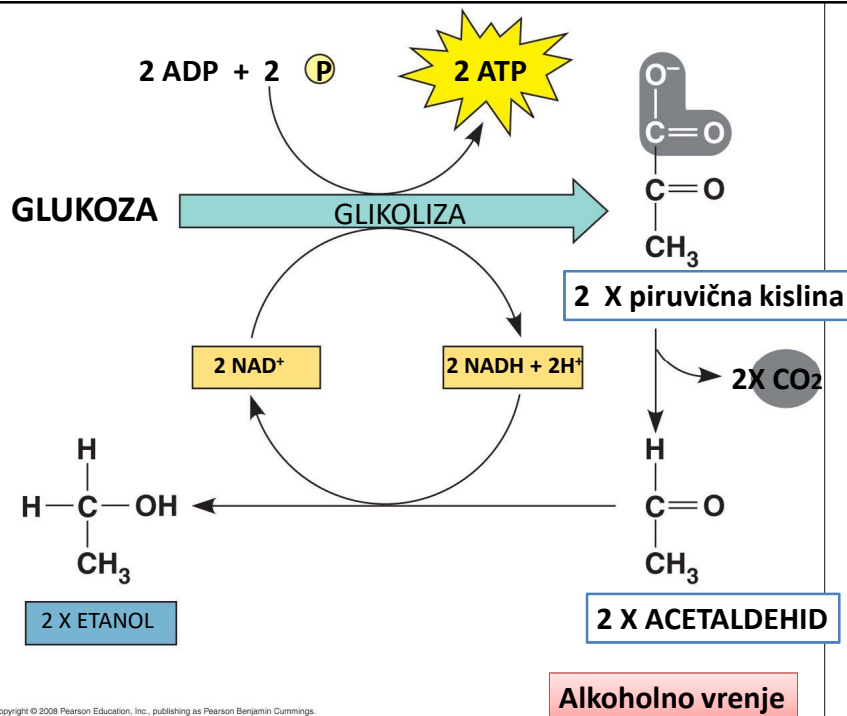 2 ADP + 2 P
2 ATP
O⁻
C=O
C=O
CH₃
GLUKOZA
GLIKOLIZA
2 X piruvična kislina
2 NAD⁺
2 NADH + 2H⁺
2X CO₂
H
H
H—C—OH
C=O
CH₃
CH₃
2 X ETANOL
2 X ACETALDEHID
Alkoholno vrenje
opyright © 2008 Pearson Education, Inc., publishing as Pearson Benjamin Cummings.